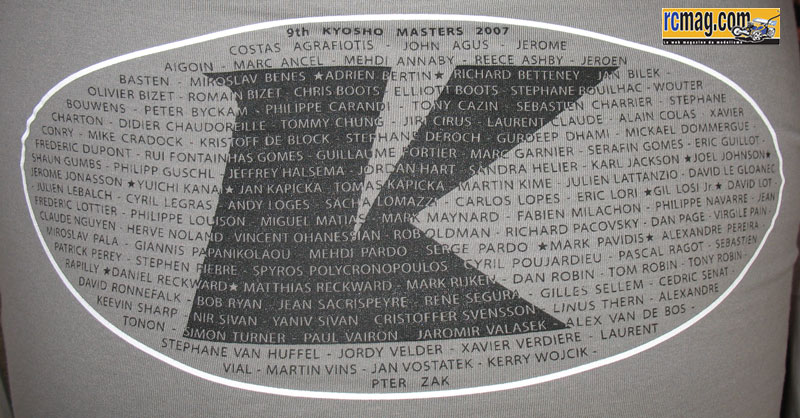 rcmag.com
Le web magazine du modélisme
9th KYOSHO MASTERS 2007
COSTAS AGRAFIOTIS - JOHN AGUS - JEROME
AIGOIN - MARC ANCEL - MEHDI ANNABY - REECE ASHBY - JEROEN
BASTEN - MIROSLAV BENES ★ADRIEN BERTIN★ RICHARD BETTENEY - JAN BILEK -
OLIVIER BIZET - ROMAIN BIZET - CHRIS BOOTS - ELLIOTT BOOTS - STEPHANE BOUILHAC - WOUTER
BOUWENS - PETER BYCKAM - PHILIPPE CARANDI - TONY CAZIN - SEBASTIEN CHARRIER - STEPHANE
CHARTON - DIDIER CHAUDOREILLE - TOMMY CHUNG - JIRI CIRUS - LAURENT CLAUDE - ALAIN COLAS - XAVIER
CONRY - MIKE CRADOCK - KRISTOFF DE BLOCK - STEPHANE DEROCH - GURDEEP DHAMI - MICKAEL DOMMERGUE -
FREDERIC DUPONT - RUI FONTAINHAS GOMES - GUILLAUME FORTIER - MARC GARNIER - SERAFIN GOMES - ERIC GUILLOT -
SHAUN GUMBS - PHILIPP GUSCHL - JEFFREY HALSEMA - JORDAN HART - SANDRA HELIER - KARL JACKSON ★JOEL JOHNSON★
JEROME JONASSON ★YUICHI KANAI★ JAN KAPICKA - TOMAS KAPICKA - MARTIN KIME - JULIEN LATTANZIO - DAVID LE GLOANEC
- JULIEN LEBALCH - CYRIL LEGRAS - ANDY LOGES - SACHA LOMAZZI - CARLOS LOPES - ERIC LORI ★GIL LOSI Jr★ DAVID LOT -
FREDERIC LOTTIER - PHILIPPE LOUISON - MIGUEL MATIAS - MARK MAYNARD - FABIEN MILACHON - PHILIPPE NAVARRE - JEAN
CLAUDE NGUYEN - HERVE NOLAND - VINCENT OHANESSIAN - ROB OLDMAN - RICHARD PACOVSKY - DAN PAGE - VIRGILE PAIN -
MIROSLAV PALA - GIANNIS PAPANIKOLAOU - MEHDI PARDO - SERGE PARDO ★MARK PAVIDIS★ ALEXANDRE PEREIRA
PATRICK PEREY - STEPHEN PIERRE - SPYROS POLYCRONOPOULOS - CYRIL POUJARDIEU - PASCAL RAGOT - SEBASTIEN
RAPILLY ★DANIEL RECKWARD★ MATTHIAS RECKWARD - MARK RIJKEN - DAN ROBIN - TOM ROBIN - TONY ROBIN -
DAVID RONNEFALK - BOB RYAN - JEAN SACRISPEYRE - RENE SEGURA - GILLES SELLEM - CEDRIC SENAT -
KEEVIN SHARP - NIR SIVAN - YANIV SIVAN - CRISTOFFER SVENSSON - LINUS THERN - ALEXANDRE
TONON - SIMON TURNER - PAUL VAIRON - JAROMIR VALASEK - ALEX VAN DE BOS -
STEPHANE VAN HUFFEL - JORDY VELDER - XAVIER VERDIERE - LAURENT
VIAL - MARTIN VINS - JAN VOSTATEK - KERRY WOJCIK -
PTER ZAK